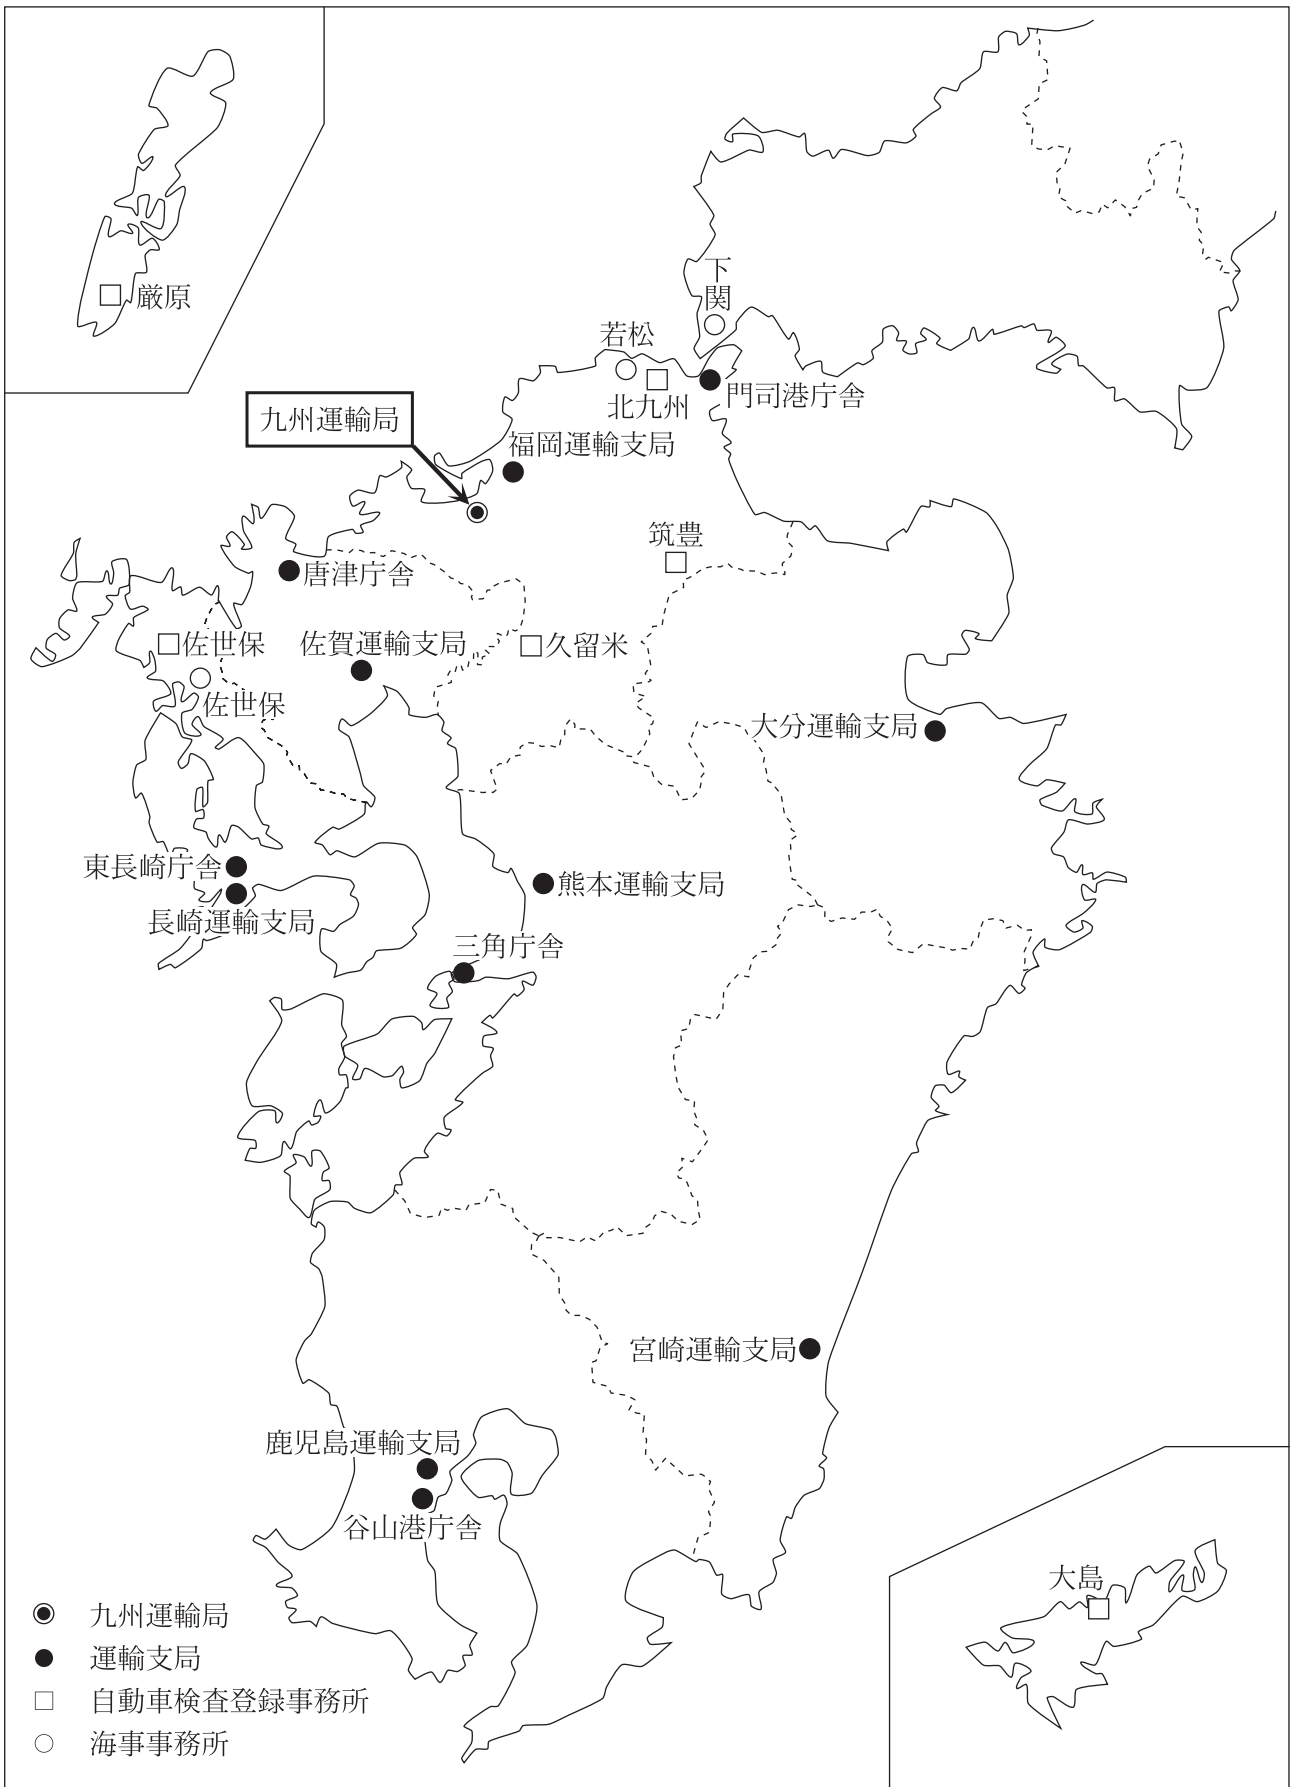 厳原
下関
若松
北九州
門司港庁舎
九州運輸局
福岡運輸支局
筑豊
唐津庁舎
佐世保
佐賀運輸支局
久留米
佐世保
大分運輸支局
東長崎庁舎
熊本運輸支局
長崎運輸支局
三角庁舎
宮崎運輸支局
鹿児島運輸支局
谷山港庁舎
大島
九州運輸局
運輸支局
自動車検査登録事務所
海事事務所